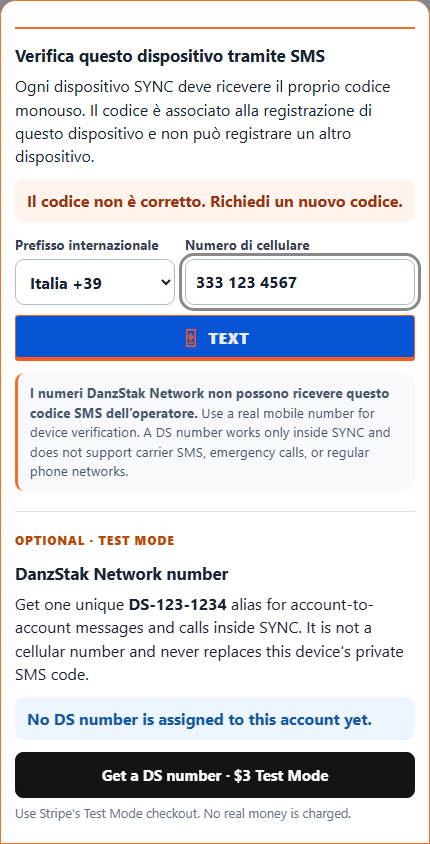 Verifica questo dispositivo tramite SMS
Ogni dispositivo SYNC deve ricevere il proprio codice
monouso. Il codice è associato alla registrazione di
questo dispositivo e non può registrare un altro
dispositivo.
Il codice non è corretto. Richiedi un nuovo codice.
Prefisso internazionale
Numero di cellulare
Italia +39
333 123 4567
TEXT
I numeri DanzStak Network non possono ricevere questo
codice SMS dell’operatore. Use a real mobile number for
device verification. A DS number works only inside SYNC and
does not support carrier SMS, emergency calls, or regular
phone networks.
OPTIONAL · TEST MODE
DanzStak Network number
Get one unique DS-123-1234 alias for account-to-
account messages and calls inside SYNC. It is not a
cellular number and never replaces this device's private
SMS code.
No DS number is assigned to this account yet.
Get a DS number · $3 Test Mode
Use Stripe's Test Mode checkout. No real money is charged.